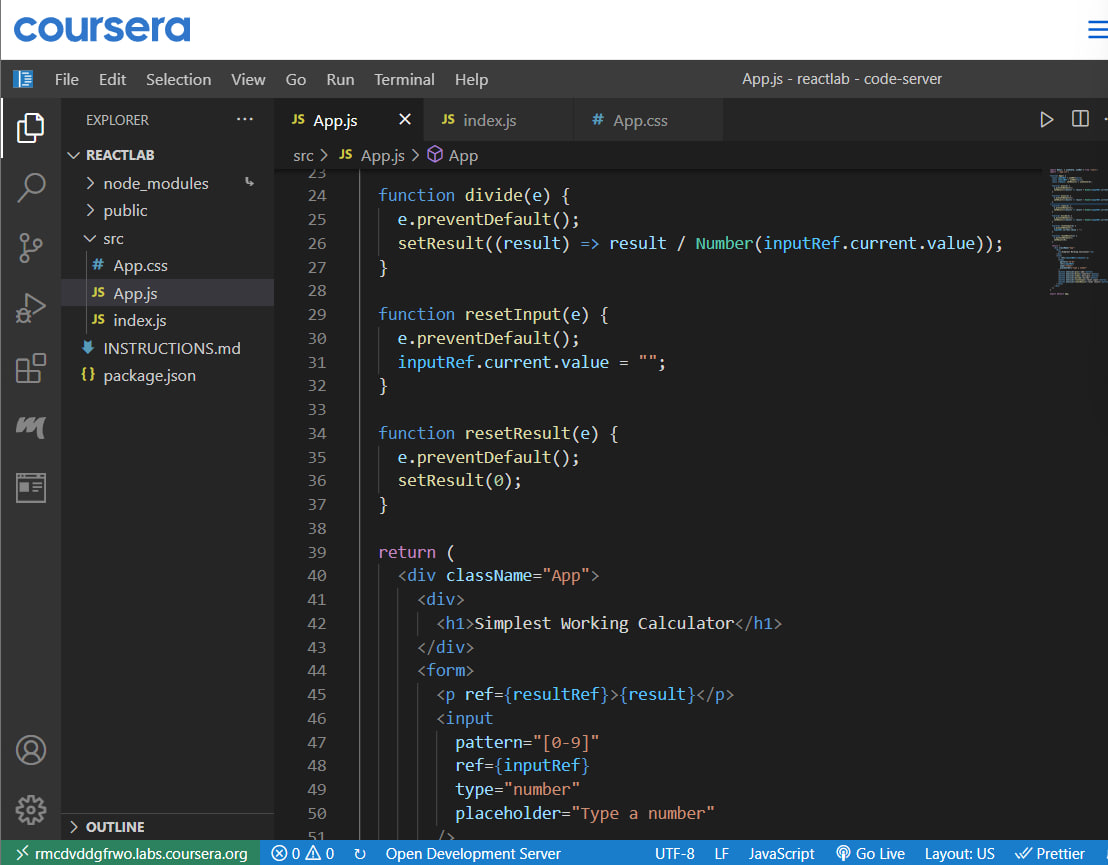 coursera
File Edit Selection View Go Run Terminal Help
App.js - reactlab - code-server
EXPLORER
REACTLAB
node_modules
public
src
# App.css
JS App.js
JS index.js
INSTRUCTIONS.md
{} package.json
OUTLINE
JS App.js
JS index.js
# App.css
src > JS App.js > App
23
24 function divide(e) {
25 e.preventDefault();
26 setResult((result) => result / Number(inputRef.current.value));
27 }
28
29 function resetInput(e) {
30 e.preventDefault();
31 inputRef.current.value = "";
32 }
33
34 function resetResult(e) {
35 e.preventDefault();
36 setResult(0);
37 }
38
39 return (
40 <div className="App">
41 <div>
42 <h1>Simplest Working Calculator</h1>
43 </div>
44 <form>
45 <p ref={resultRef}>{result}</p>
46 <input
47 pattern="[0-9]"
48 ref={inputRef}
49 type="number"
50 placeholder="Type a number"
51 />
rmcdvddgfrwo.labs.coursera.org 0 0 Open Development Server UTF-8 LF JavaScript Go Live Layout: US Prettier